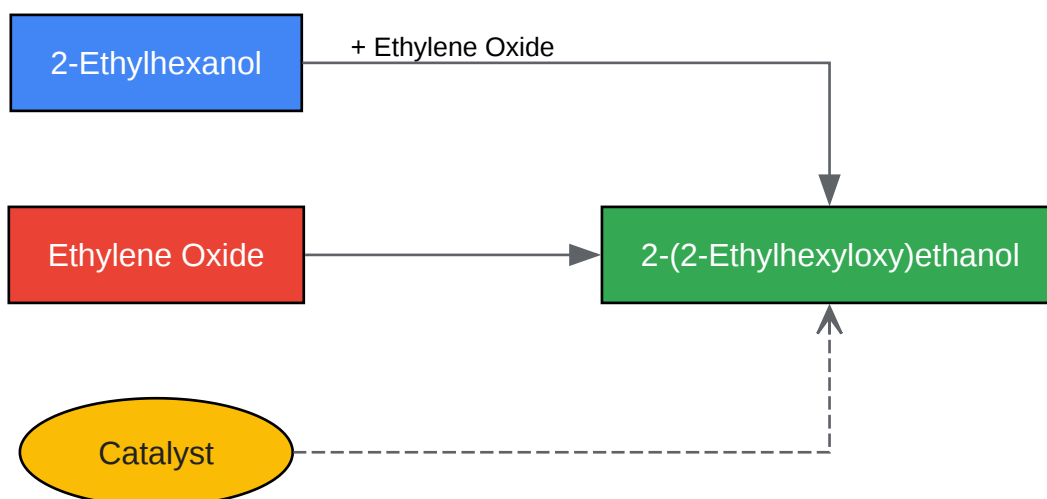 2-Ethylhexanol
+ Ethylene Oxide
Ethylene Oxide
2-(2-Ethylhexyloxy)ethanol
Catalyst